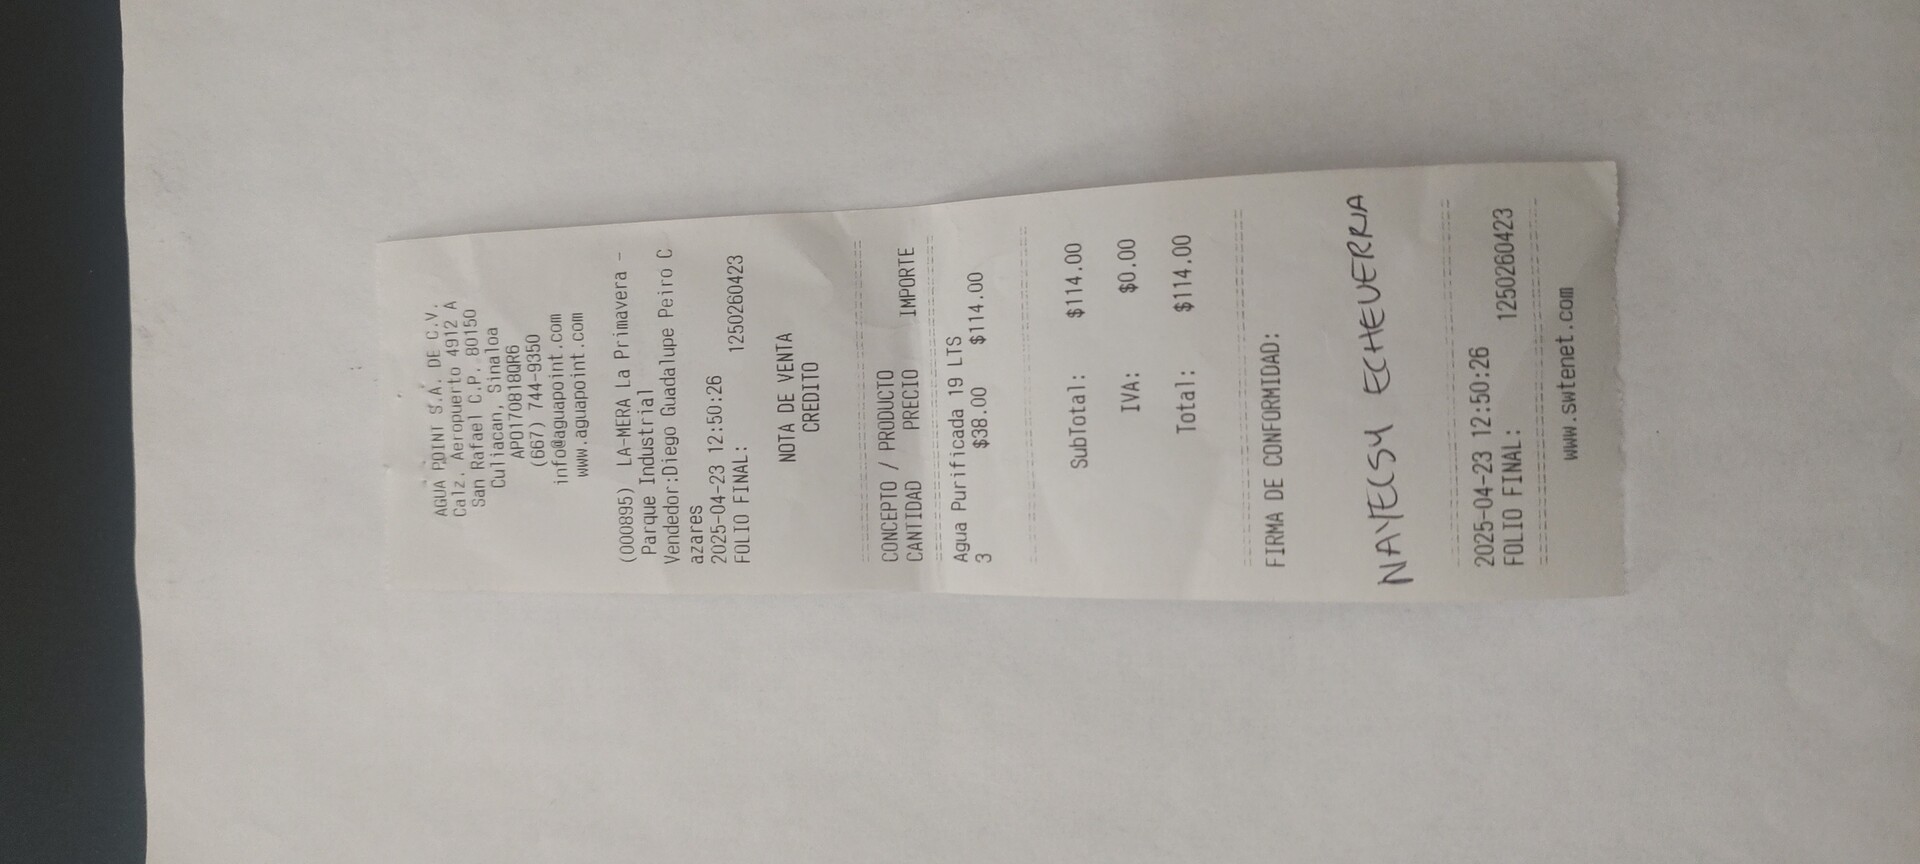 AGUA POINT S.A. DE C.V.
Calz. Aeropuerto 4912 A
San Rafael C.P. 80150
Culiacan, Sinaloa
APO170818QR6
(667) 744-9350
info@aguapoint.com
www.aguapoint.com
(000895) LA-MERA La Primavera -
Parque Industrial
Vendedor:Diego Guadalupe Peiro C
azares
2025-04-23 12:50:26
FOLIO FINAL: 1250260423
NOTA DE VENTA
CREDITO
CONCEPTO / PRODUCTO
CANTIDAD PRECIO IMPORTE
Agua Purificada 19 LTS
3 $38.00 $114.00
SubTotal: $114.00
IVA: $0.00
Total: $114.00
FIRMA DE CONFORMIDAD:
NAYECSY ECHEVERRIA
2025-04-23 12:50:26
FOLIO FINAL: 1250260423
www.swtenet.com